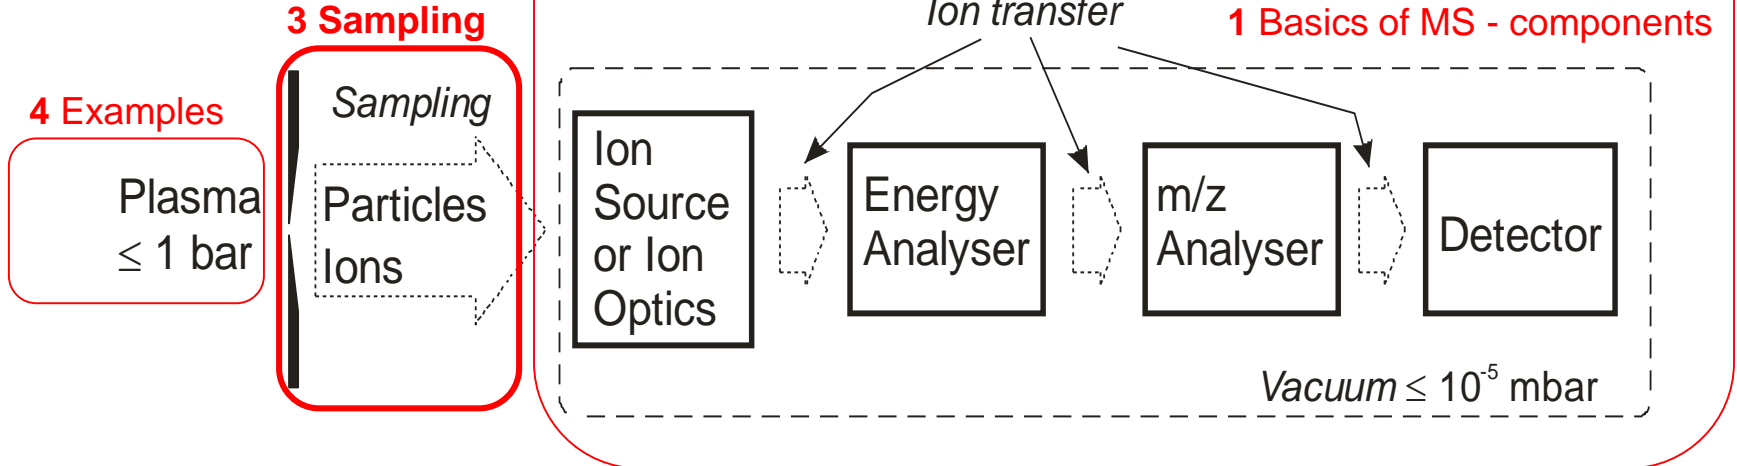 3 Sampling
Ion transfer
1 Basics of MS - components
4 Examples
Sampling
Plasma
≤ 1 bar
Particles
Ions
Ion
Source
or Ion
Optics
Energy
Analyser
m/z
Analyser
Detector
Vacuum ≤ 10⁻⁵ mbar